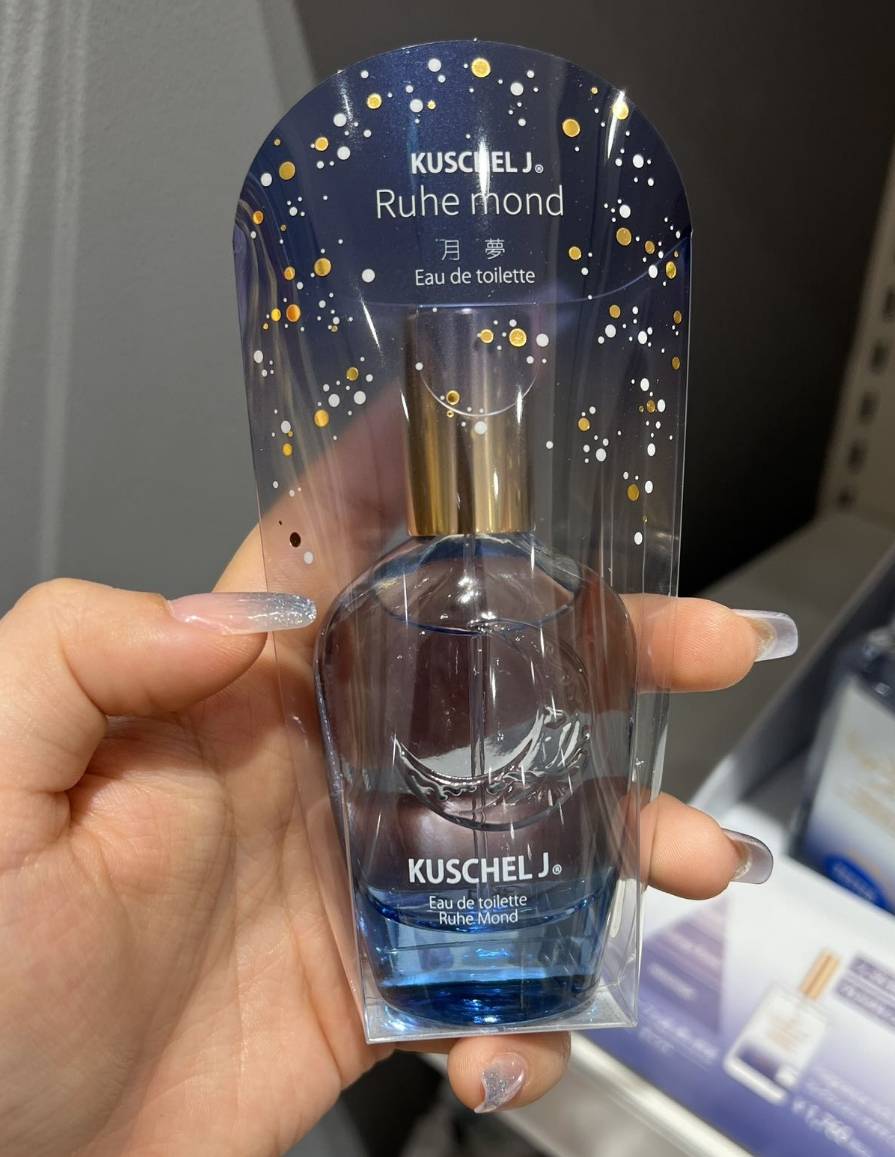 KUSCHEL J®
Ruhe mond
月 夢
Eau de toilette
KUSCHEL J®
Eau de toilette
Ruhe Mond